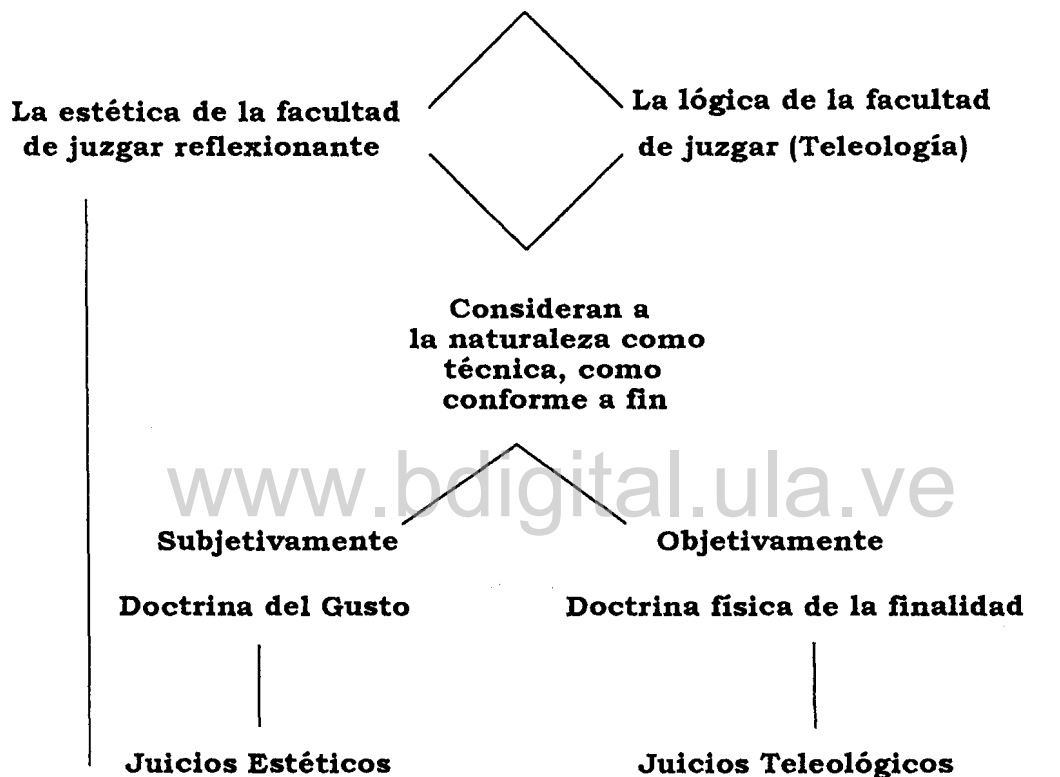 La estética de la facultad
de juzgar reflexionante
La lógica de la facultad
de juzgar (Teleología)
Consideran a
la naturaleza como
técnica, como
conforme a fin
www.bdigital.ula.ve
Subjetivamente
Objetivamente
Doctrina del Gusto
Doctrina física de la finalidad
Juicios Estéticos
Juicios Teleológicos